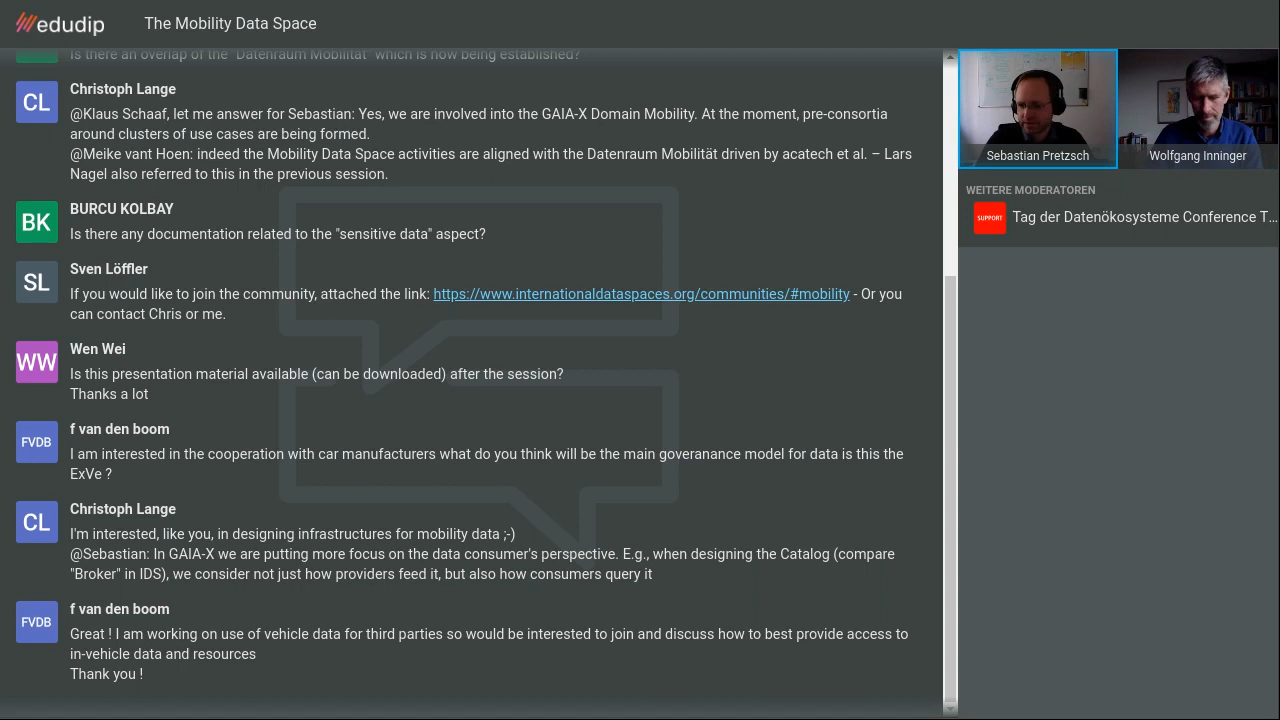 edudip
The Mobility Data Space
Is there an overlap of the "Datenraum Mobilität" which is now being established?
CL
Christoph Lange
@Klaus Schaaf, let me answer for Sebastian: Yes, we are involved into the GAIA-X Domain Mobility. At the moment, pre-consortia
around clusters of use cases are being formed.
@Meike vant Hoen: indeed the Mobility Data Space activities are aligned with the Datenraum Mobilität driven by acatech et al. – Lars
Nagel also referred to this in the previous session.
BK
BURCU KOLBAY
Is there any documentation related to the "sensitive data" aspect?
SL
Sven Löffler
If you would like to join the community, attached the link: https://www.internationaldataspaces.org/communities/#mobility - Or you
can contact Chris or me.
WW
Wen Wei
Is this presentation material available (can be downloaded) after the session?
Thanks a lot
FVDB
f van den boom
I am interested in the cooperation with car manufacturers what do you think will be the main goveranance model for data is this the
ExVe ?
CL
Christoph Lange
I'm interested, like you, in designing infrastructures for mobility data ;-)
@Sebastian: In GAIA-X we are putting more focus on the data consumer's perspective. E.g., when designing the Catalog (compare
"Broker" in IDS), we consider not just how providers feed it, but also how consumers query it
FVDB
f van den boom
Great ! I am working on use of vehicle data for third parties so would be interested to join and discuss how to best provide access to
in-vehicle data and resources
Thank you !
Sebastian Pretzsch
Wolfgang Inninger
WEITERE MODERATOREN
SUPPORT
Tag der Datenökosysteme Conference T...